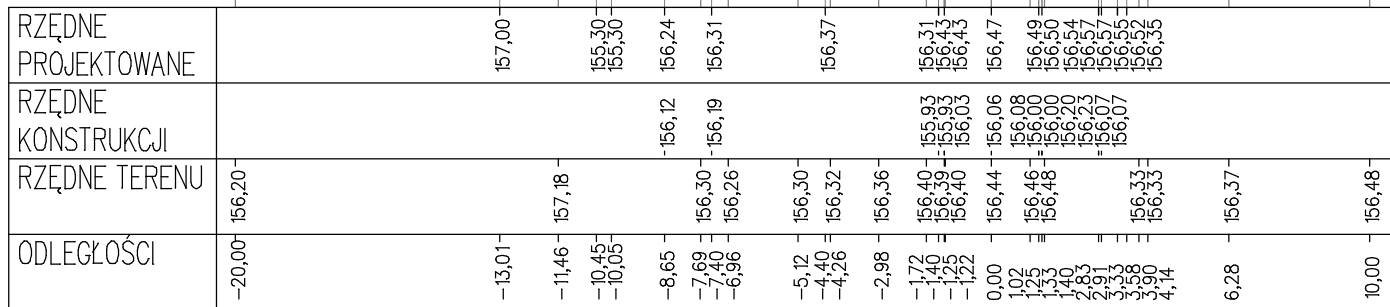 RZĘDNE
PROJEKTOWANE
157,00 155,30 155,30 156,24 156,31 156,37 156,31 156,43 156,43 156,47 156,49 156,50 156,54 156,57 156,57 156,55 156,52 156,35
RZĘDNE
KONSTRUKCJI
156,12 156,19 155,93 155,93 156,03 156,06 156,08 156,00 156,00 156,20 156,23 156,07 156,07
RZĘDNE TERENU
156,20 157,18 156,30 156,26 156,30 156,32 156,36 156,40 156,39 156,40 156,44 156,46 156,48 156,33 156,33 156,37 156,48
ODLEGŁOŚCI
-20,00 -13,01 -11,46 -10,45 -10,05 -8,65 -7,69 -7,40 -6,96 -5,12 -4,40 -4,26 -2,98 -1,72 -1,40 -1,25 -1,22 0,00 1,02 1,25 1,33 1,40 2,83 2,91 3,33 3,58 3,90 4,14 6,28 10,00